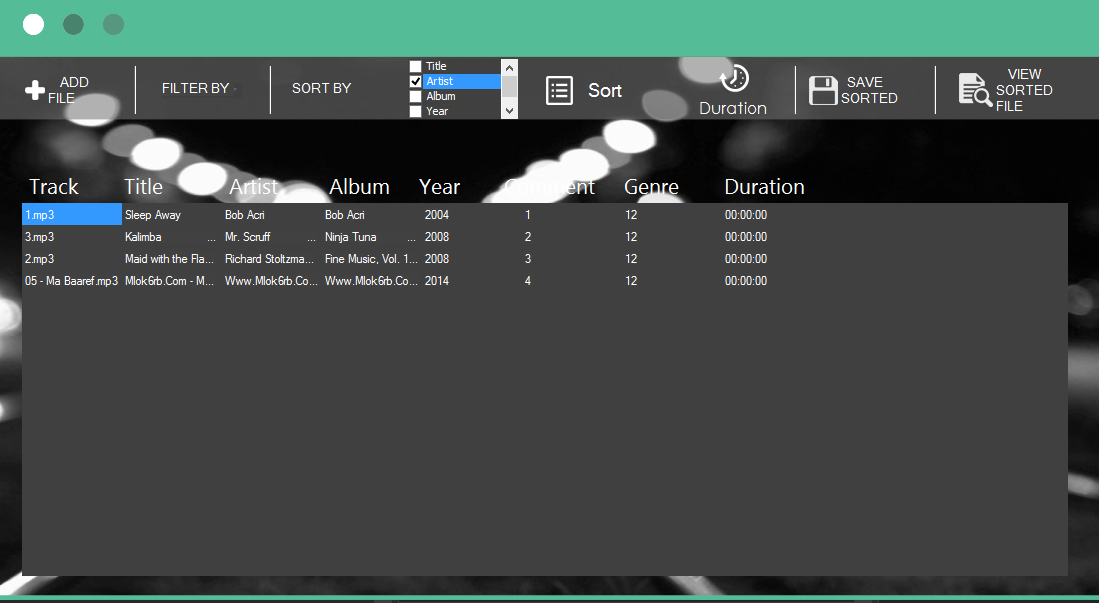 ADD
FILE
FILTER BY
SORT BY
Title
Artist
Album
Year
Sort
Duration
SAVE
SORTED
VIEW
SORTED
FILE
Track Title Artist Album Year Comment Genre Duration
1.mp3 Sleep Away Bob Acri Bob Acri 2004 1 12 00:00:00
3.mp3 Kalimba ... Mr. Scruff ... Ninja Tuna ... 2008 2 12 00:00:00
2.mp3 Maid with the Fla... Richard Stoltzma... Fine Music, Vol. 1... 2008 3 12 00:00:00
05 - Ma Baaref.mp3 Mlok6rb.Com - M... Www.Mlok6rb.Co... Www.Mlok6rb.Co... 2014 4 12 00:00:00